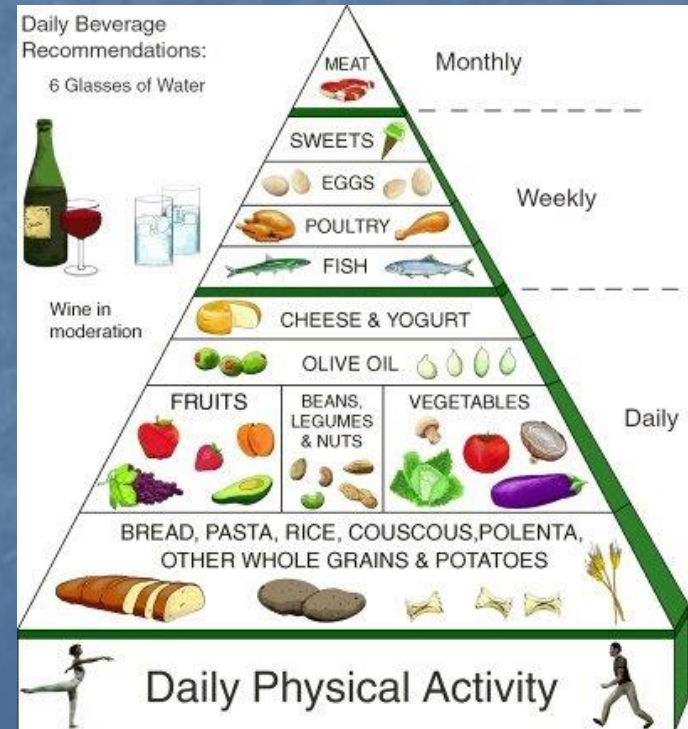 Daily Beverage
Recommendations:
6 Glasses of Water
Wine in
moderation
MEAT
Monthly
SWEETS
EGGS
POULTRY
FISH
Weekly
CHEESE & YOGURT
OLIVE OIL
FRUITS
BEANS,
LEGUMES
& NUTS
VEGETABLES
Daily
BREAD, PASTA, RICE, COUSCOUS,POLENTA,
OTHER WHOLE GRAINS & POTATOES
Daily Physical Activity